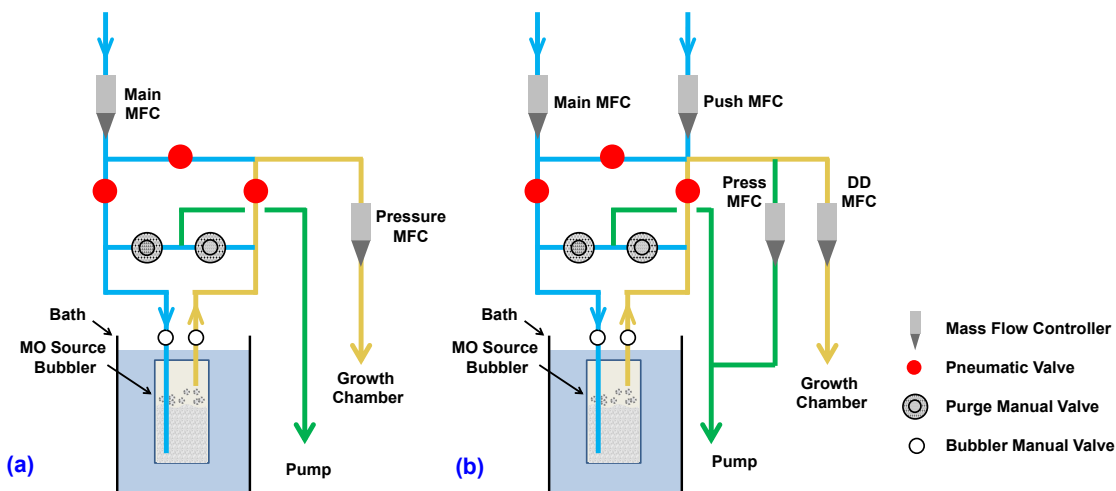 Main
MFC
Pressure
MFC
Bath
MO Source
Bubbler
Growth
Chamber
Pump
(a)
Main MFC
Push MFC
Press
MFC
DD
MFC
Bath
MO Source
Bubbler
Growth
Chamber
Pump
(b)
Mass Flow Controller
Pneumatic Valve
Purge Manual Valve
Bubbler Manual Valve